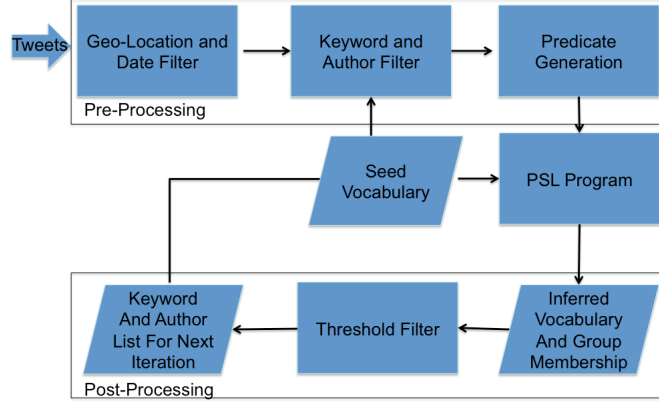 Tweets
Geo-Location and
Date Filter
Keyword and
Author Filter
Predicate
Generation
Pre-Processing
Seed
Vocabulary
PSL Program
Keyword
And Author
List For Next
Iteration
Threshold Filter
Inferred
Vocabulary
And Group
Membership
Post-Processing